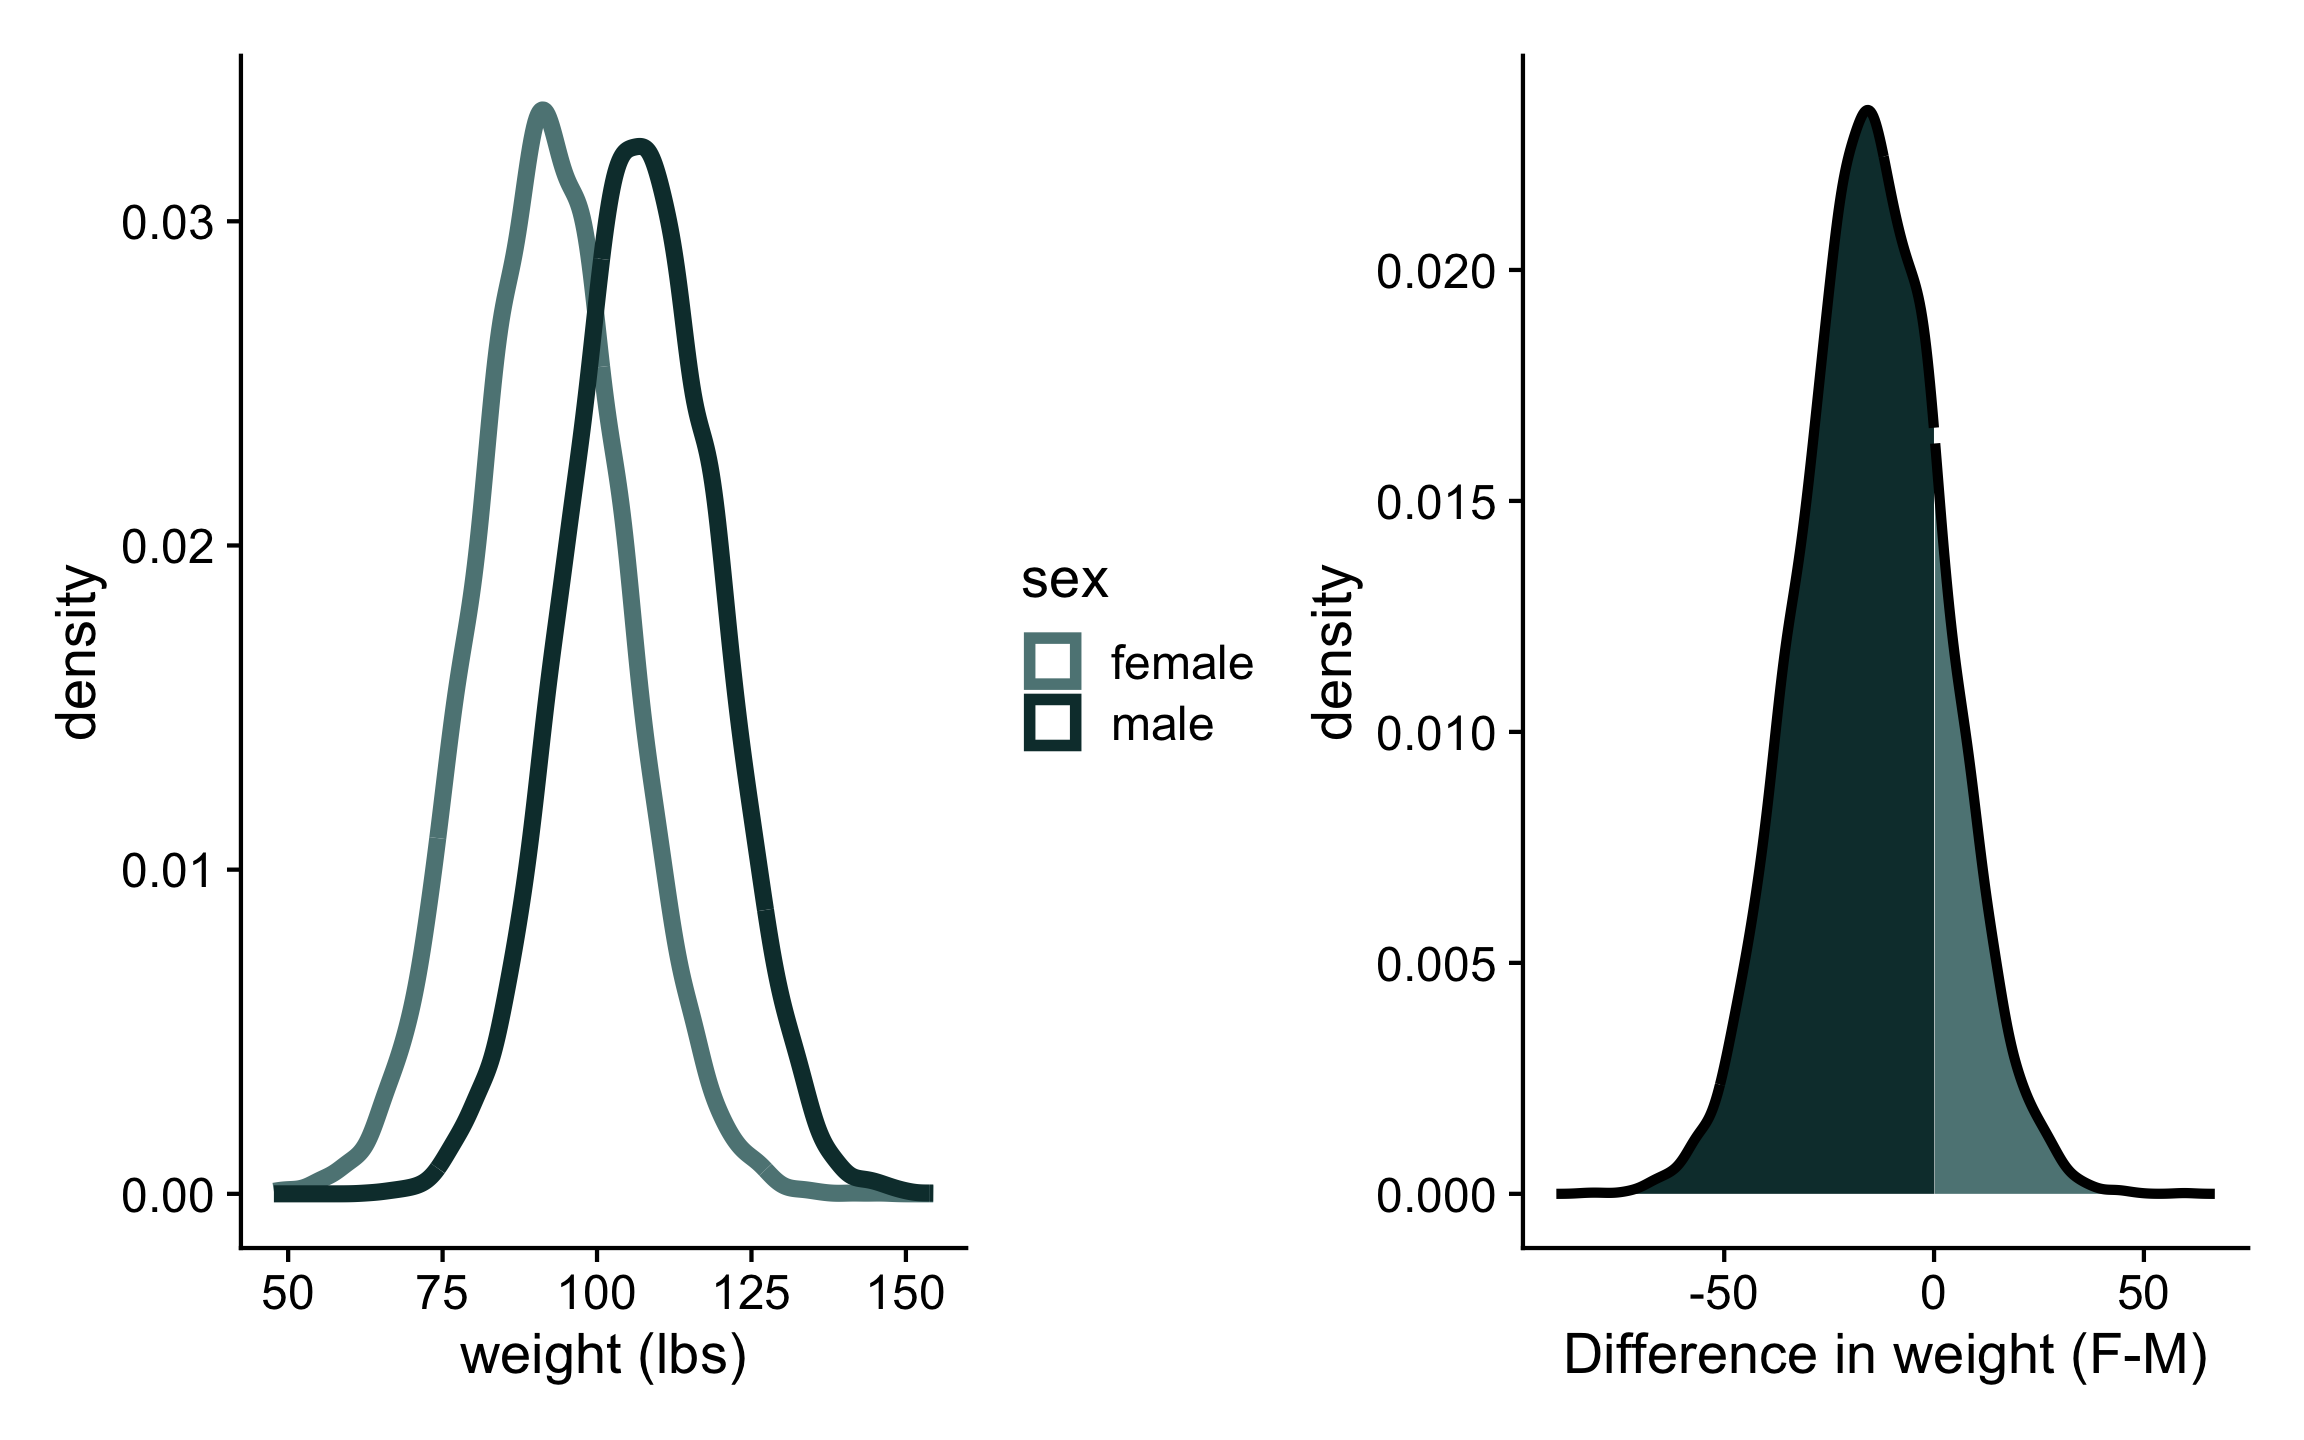 density
0.03
0.02
0.01
0.00
50 75 100 125 150
weight (lbs)
sex
female
male
density
0.020
0.015
0.010
0.005
0.000
-50 0 50
Difference in weight (F-M)